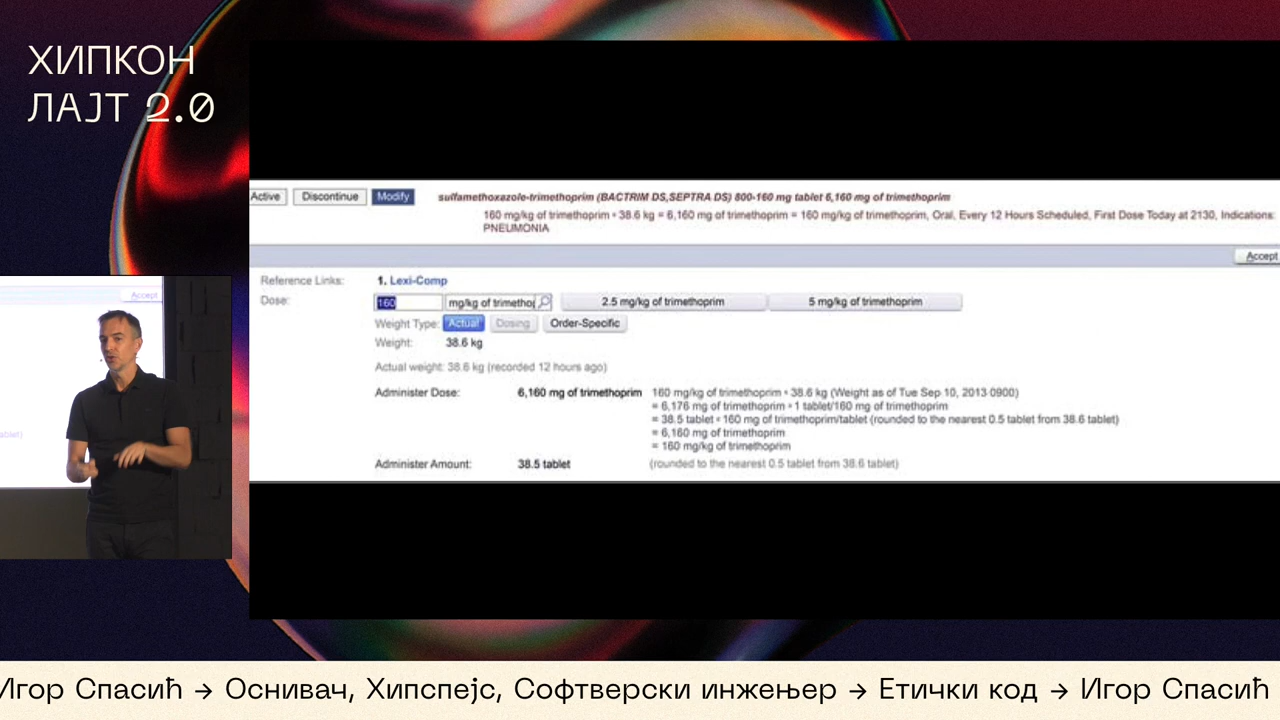 ХИПКОН
ЛАЈТ 2.0
Active Discontinue Modify sulfamethoxazole-trimethoprim (BACTRIM DS,SEPTRA DS) 800-160 mg tablet 6,160 mg of trimethoprim
160 mg/kg of trimethoprim * 38.6 kg = 6,160 mg of trimethoprim = 160 mg/kg of trimethoprim, Oral, Every 12 Hours Scheduled, First Dose Today at 2130, Indications:
PNEUMONIA
Accept
Reference Links: 1. Lexi-Comp
Dose: 160 mg/kg of trimethop 2.5 mg/kg of trimethoprim 5 mg/kg of trimethoprim
Weight Type: Actual Dosing Order-Specific
Weight: 38.6 kg
Actual weight: 38.6 kg (recorded 12 hours ago)
Administer Dose: 6,160 mg of trimethoprim 160 mg/kg of trimethoprim * 38.6 kg (Weight as of Tue Sep 10, 2013 0900)
= 6,176 mg of trimethoprim * 1 tablet/160 mg of trimethoprim
= 38.5 tablet * 160 mg of trimethoprim/tablet (rounded to the nearest 0.5 tablet from 38.6 tablet)
= 6,160 mg of trimethoprim
= 160 mg/kg of trimethoprim
Administer Amount: 38.5 tablet (rounded to the nearest 0.5 tablet from 38.6 tablet)
Accept
tablet)
Игор Спасић → Оснивач, Хипспејс, Софтверски инжењер → Етички код → Игор Спасић